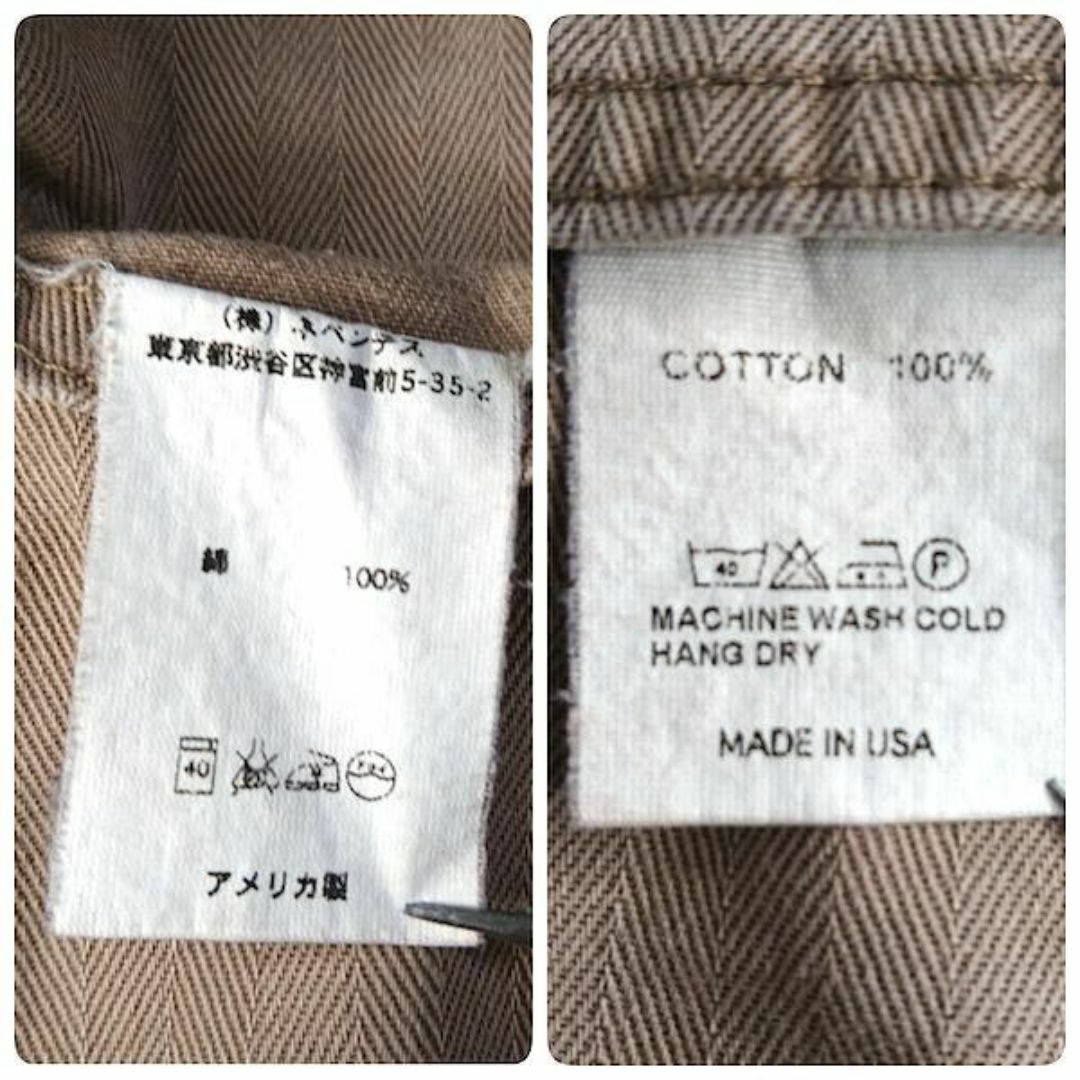 (株) ネペンテス
東京都渋谷区神宮前5-35-2
綿 100%
40
アメリカ製
COTTON 100%
40 P
MACHINE WASH COLD
HANG DRY
MADE IN USA